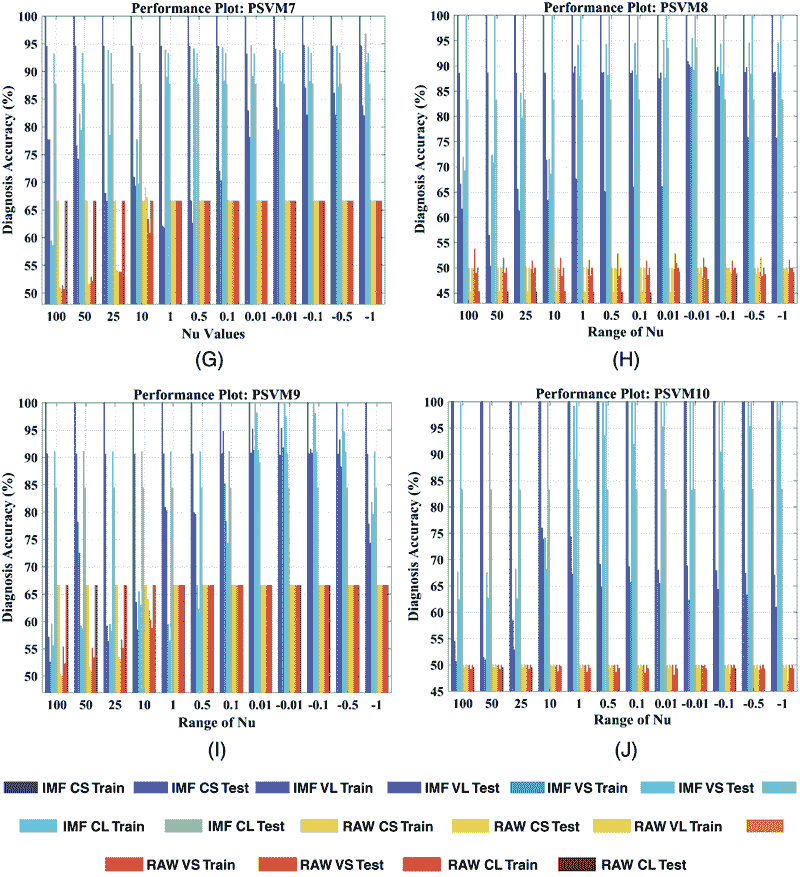 Performance Plot: PSVM7
Diagnosis Accuracy (%)
100
95
90
85
80
75
70
65
60
55
50
100 50 25 10 1 0.5 0.1 0.01 -0.01 -0.1 -0.5 -1
Nu Values
(G)
Performance Plot: PSVM8
Diagnosis Accuracy (%)
100
95
90
85
80
75
70
65
60
55
50
45
100 50 25 10 1 0.5 0.1 0.01 -0.01 -0.1 -0.5 -1
Range of Nu
(H)
Performance Plot: PSVM9
Diagnosis Accuracy (%)
100
95
90
85
80
75
70
65
60
55
50
100 50 25 10 1 0.5 0.1 0.01 -0.01 -0.1 -0.5 -1
Range of Nu
(I)
Performance Plot: PSVM10
Diagnosis Accuracy (%)
100
95
90
85
80
75
70
65
60
55
50
45
100 50 25 10 1 0.5 0.1 0.01 -0.01 -0.1 -0.5 -1
Range of Nu
(J)
IMF CS Train IMF CS Test IMF VL Train IMF VL Test IMF VS Train IMF VS Test
IMF CL Train IMF CL Test RAW CS Train RAW CS Test RAW VL Train
RAW VS Train RAW VS Test RAW CL Train RAW CL Test